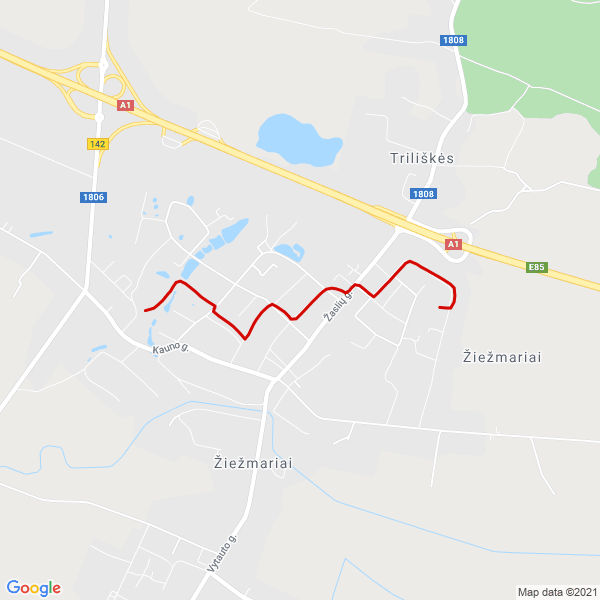 1808
A1
142
Triliškės
1806
1808
A1
E85
Žaslių g.
Kauno g.
Žiežmariai
Žiežmariai
Vytauto g.
Google
Map data ©2021